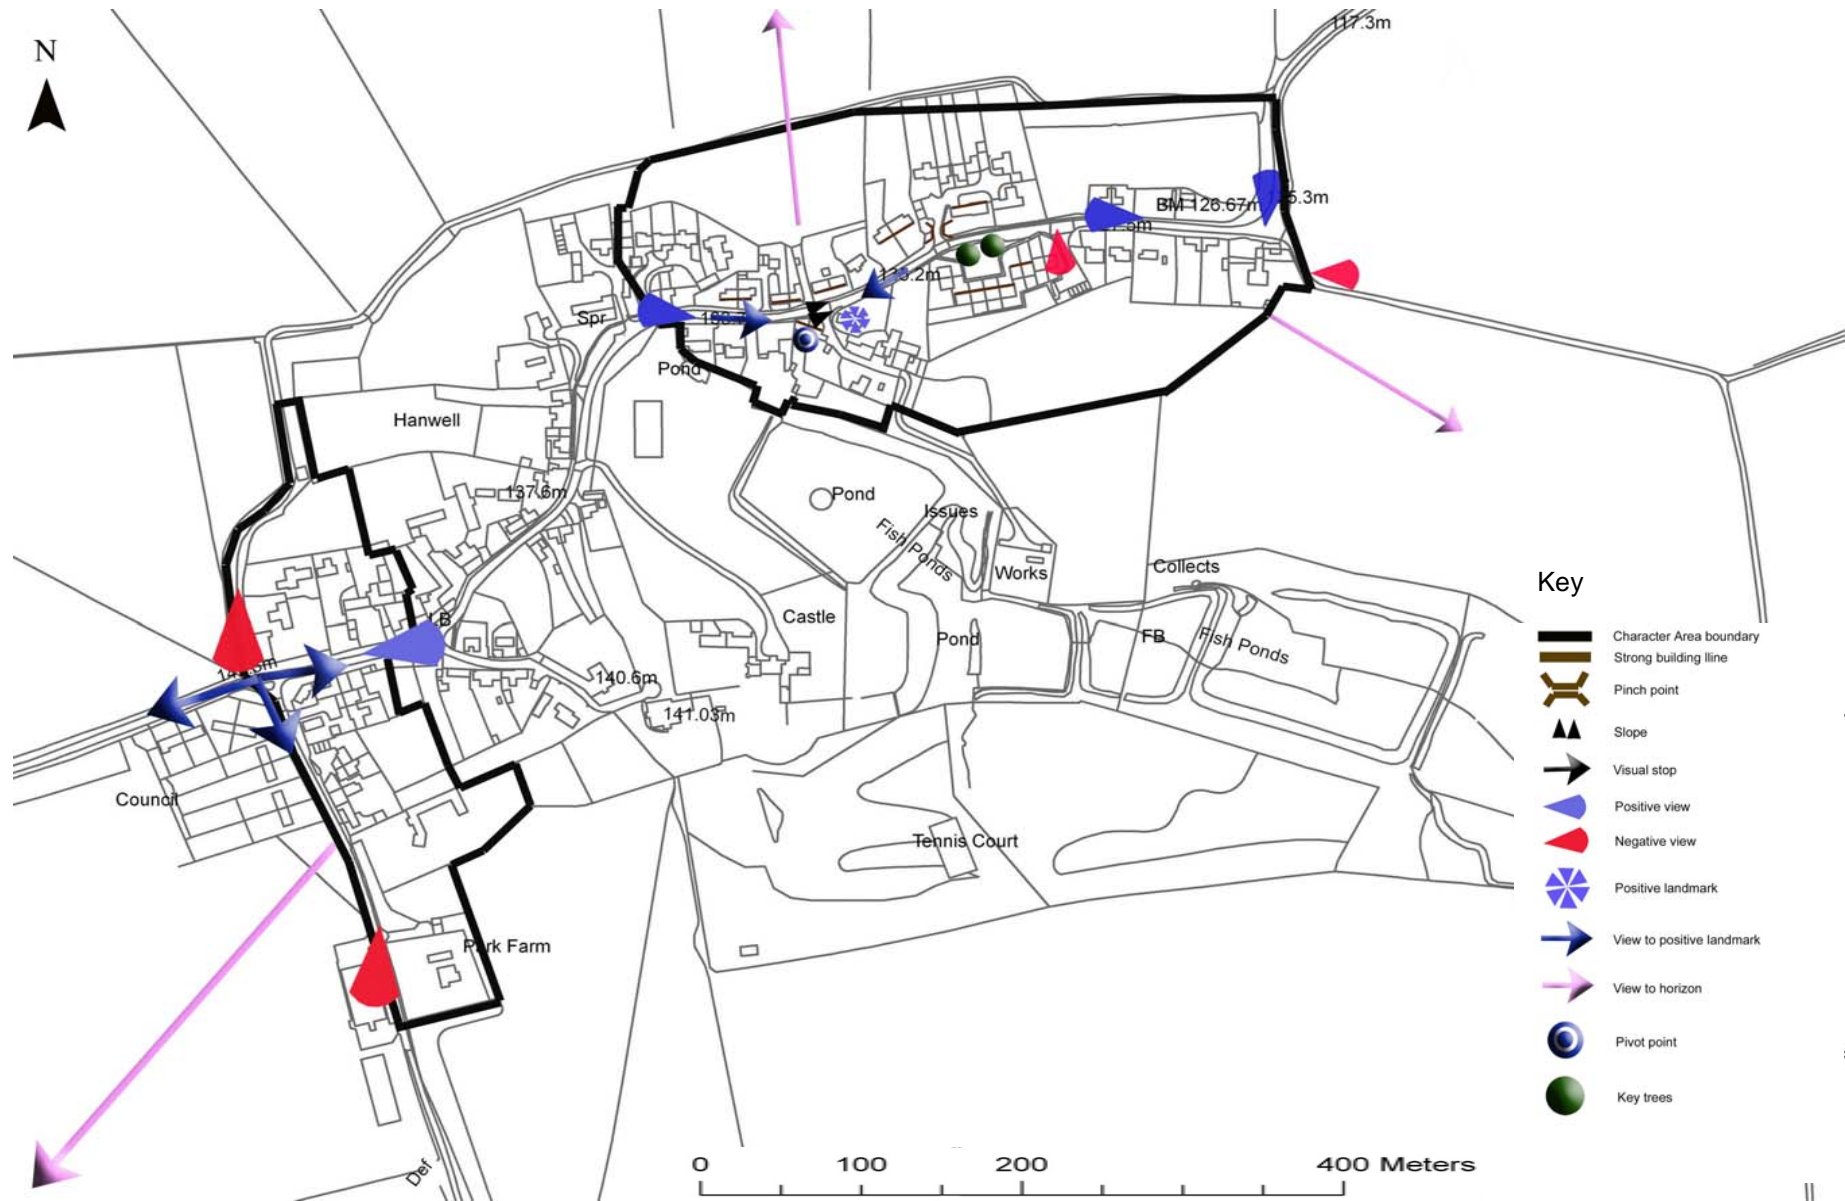 N
117.3m
BM 126.67m
135.2m
Spr
Pond
Hanwell
137.6m
Pond
Issues
Fish Ponds
Works
Collects
Castle
LB
Pond
FB
Fish Ponds
140.6m
141.03m
Council
Tennis Court
Park Farm
Def
Key
Character Area boundary
Strong building lline
Pinch point
Slope
Visual stop
Positive view
Negative view
Positive landmark
View to positive landmark
View to horizon
Pivot point
Key trees
0 100 200 400 Meters